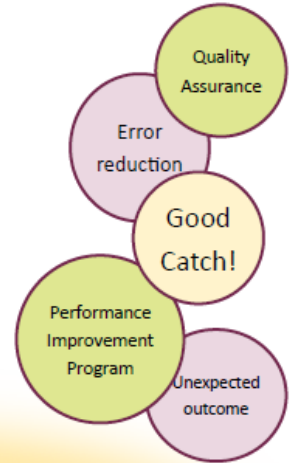 Quality
Assurance
Error
reduction
Good
Catch!
Performance
Improvement
Program
Unexpected
outcome